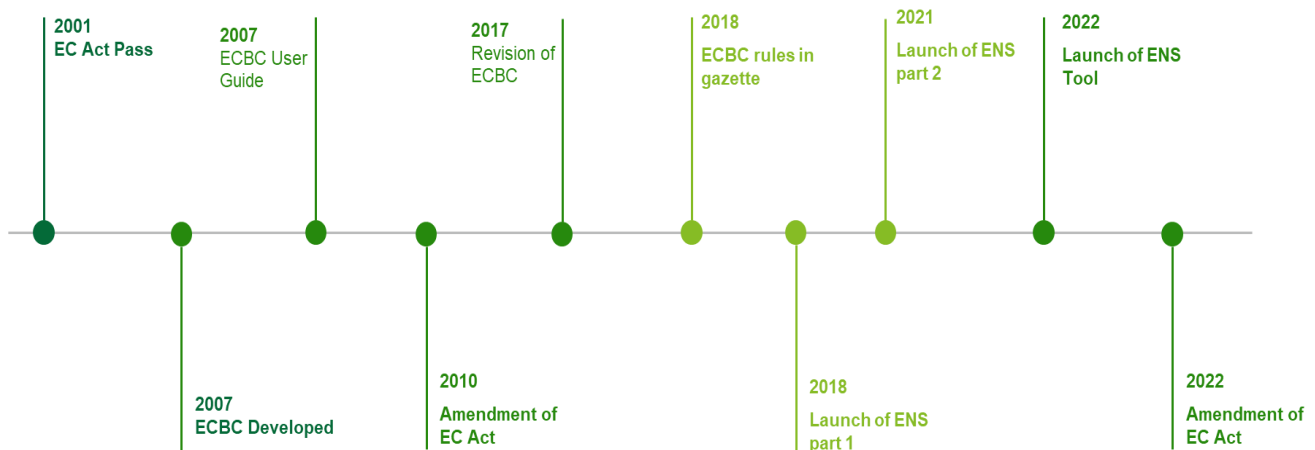 2001
EC Act Pass
2007
ECBC User
Guide
2017
Revision of
ECBC
2018
ECBC rules in
gazette
2021
Launch of ENS
part 2
2022
Launch of ENS
Tool
2007
ECBC Developed
2010
Amendment of
EC Act
2018
Launch of ENS
part 1
2022
Amendment of
EC Act